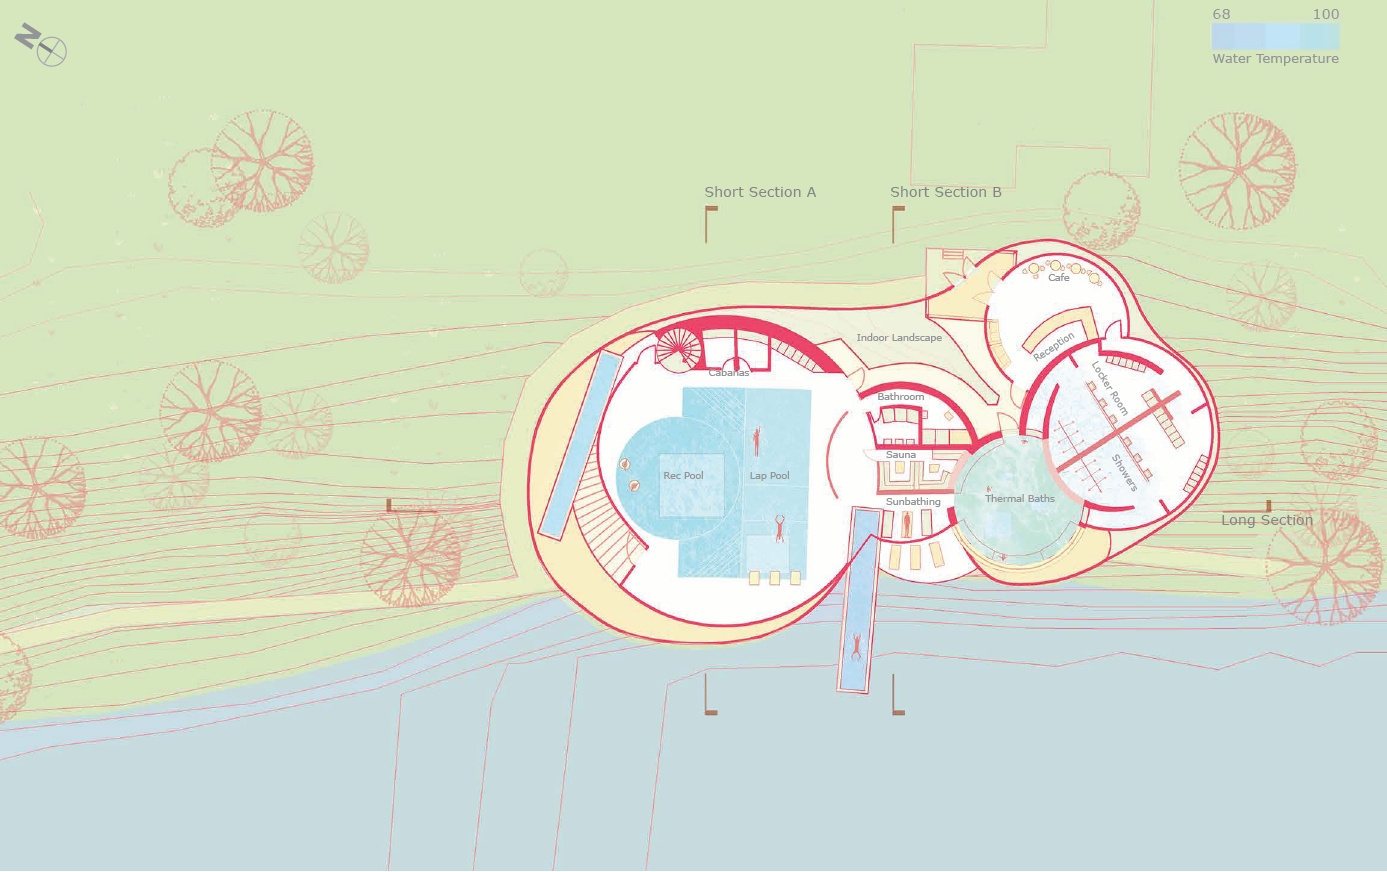 N
68 100
Water Temperature
Short Section A
Short Section B
Cafe
Indoor Landscape
Reception
Cabanas
Locker Room
Bathroom
Sauna
Rec Pool
Lap Pool
Showers
Sunbathing
Thermal Baths
Long Section